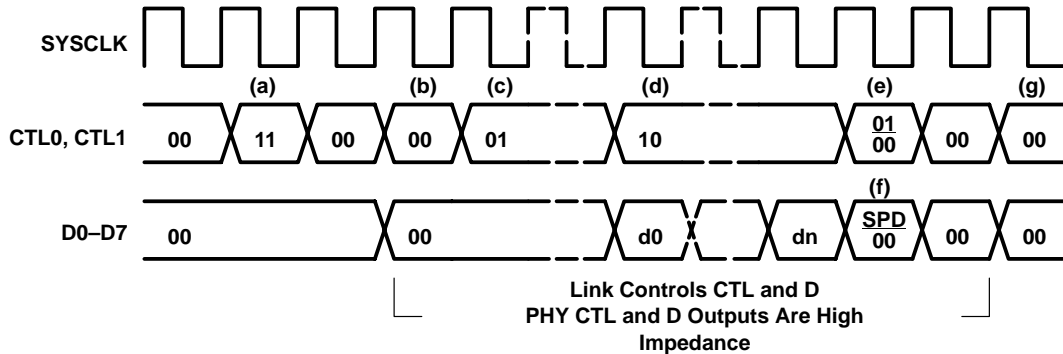 SYSCLK
(a) (b) (c) (d) (e) (g)
CTL0, CTL1 00 11 00 00 01 10 01 00 00
00
(f)
D0–D7 00 00 d0 dn SPD 00 00
00
Link Controls CTL and D
PHY CTL and D Outputs Are High
Impedance